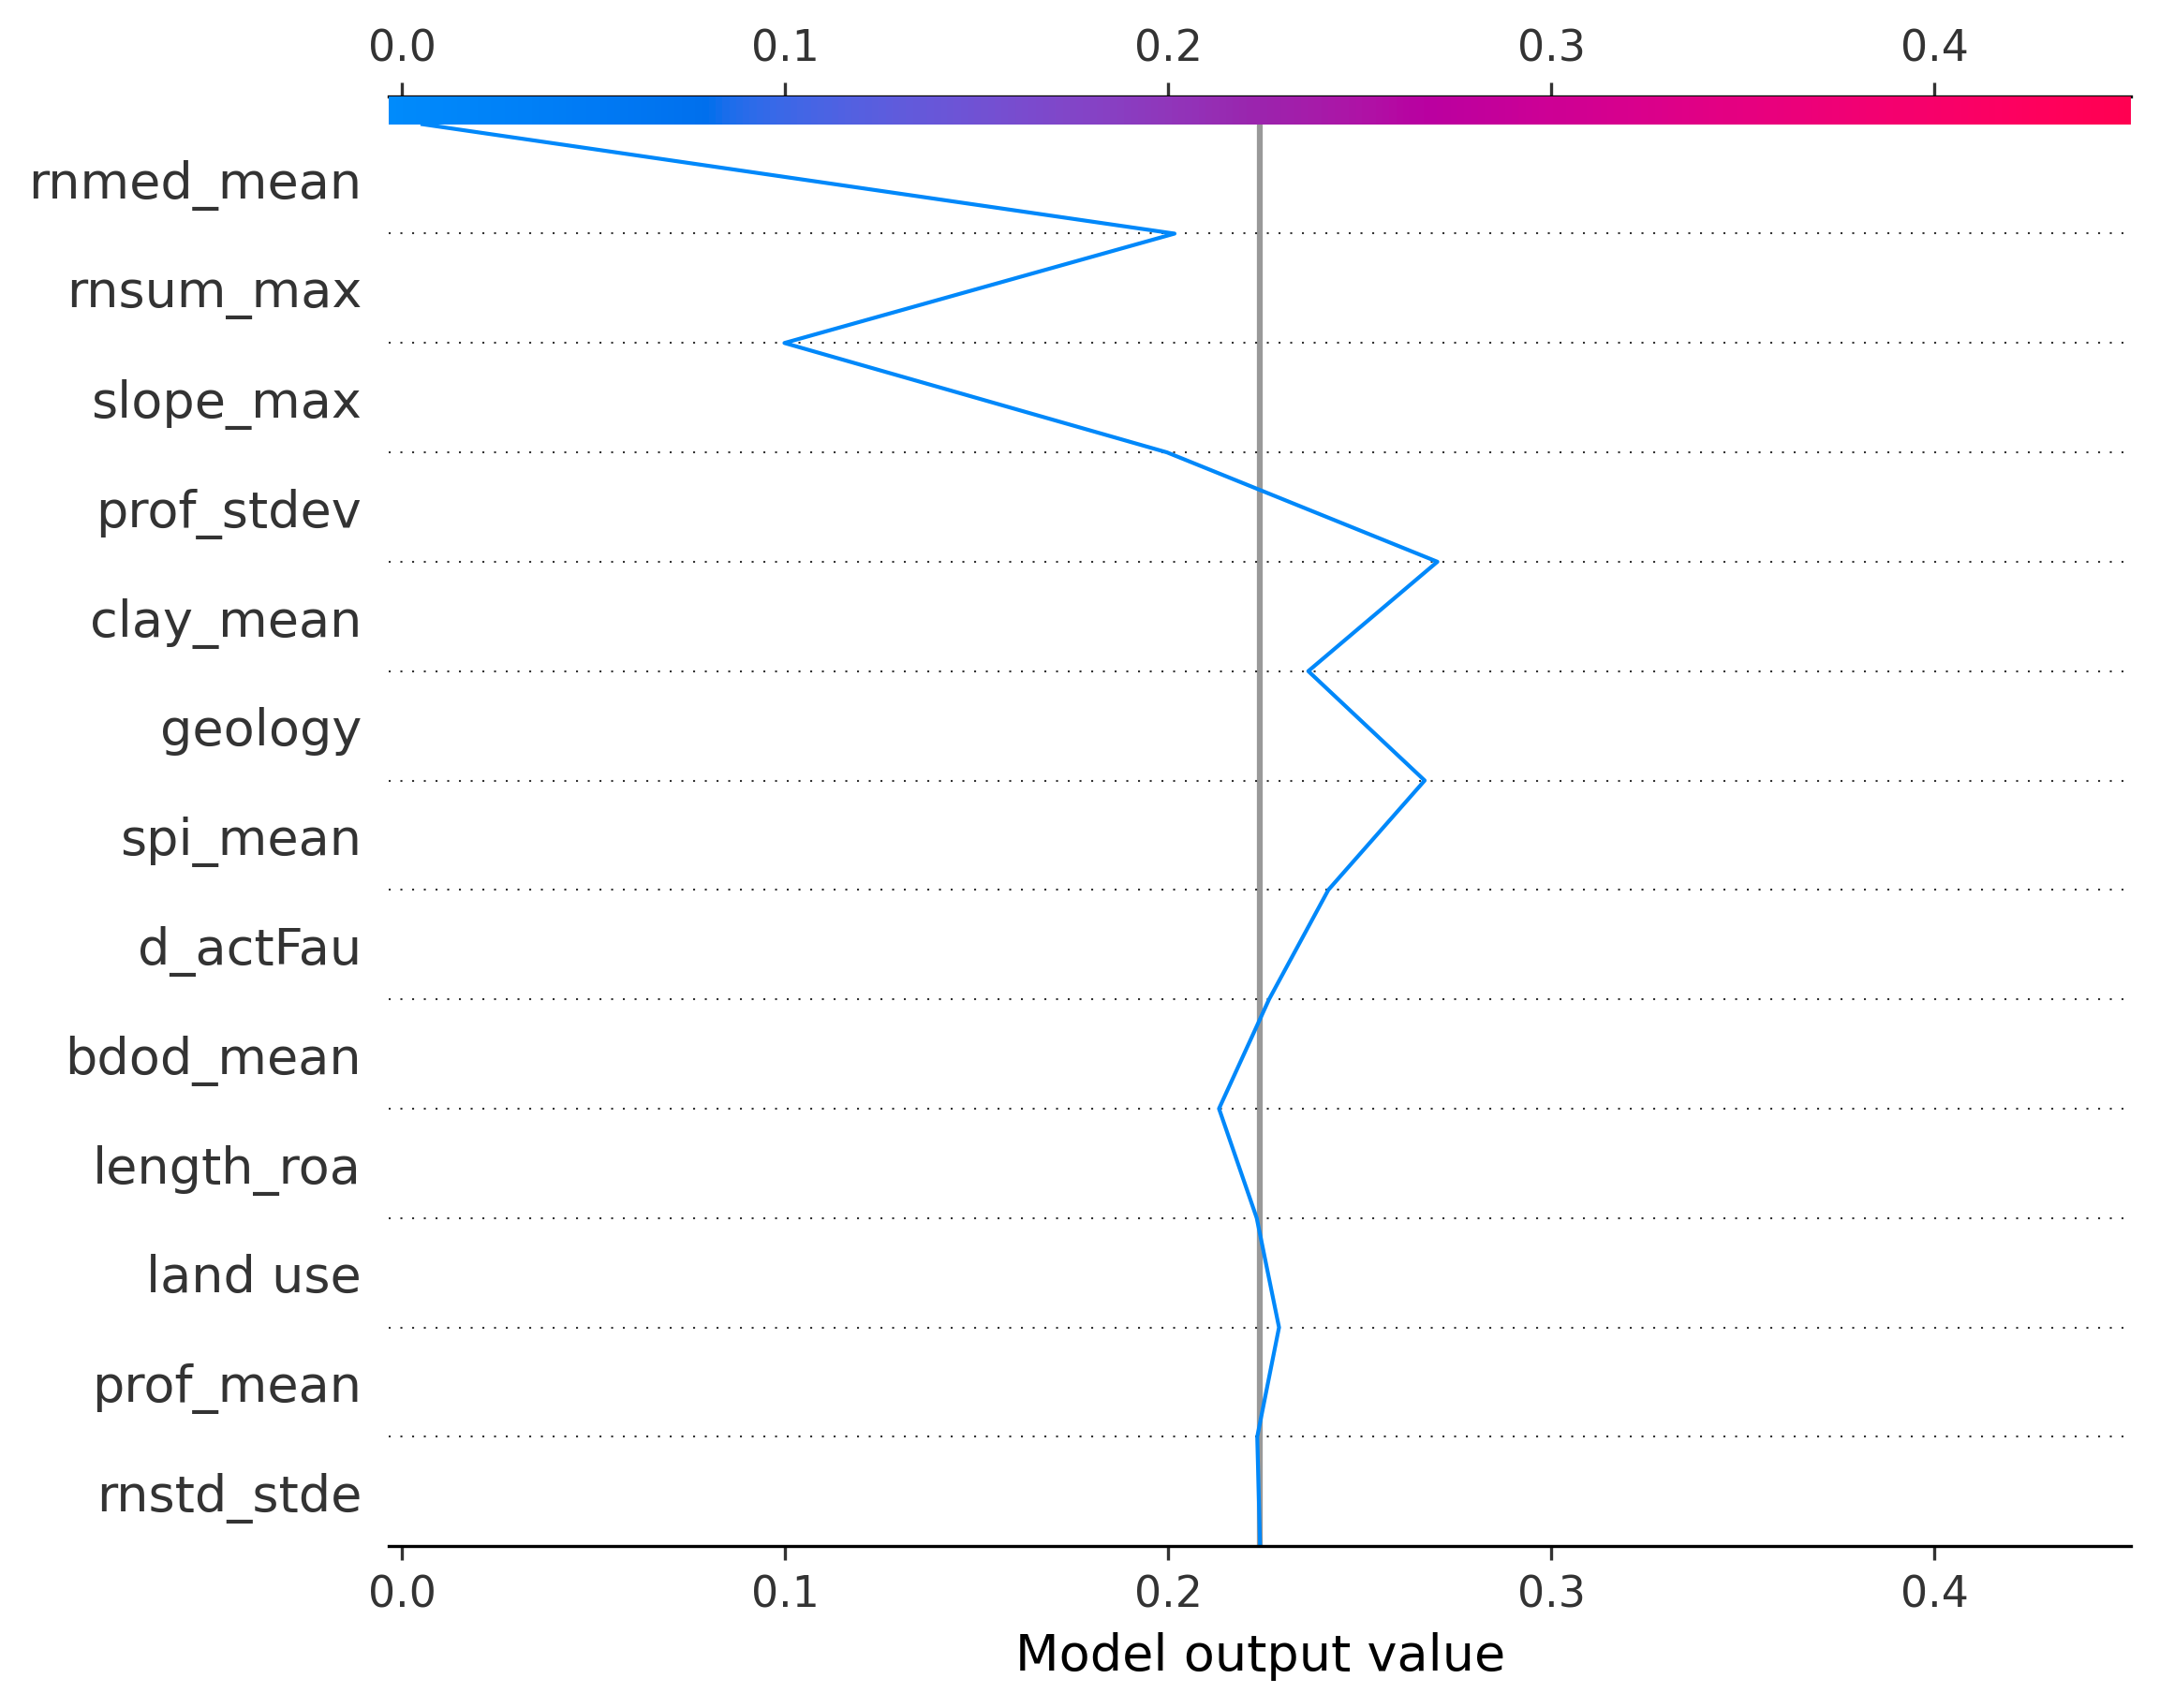 0.0 0.1 0.2 0.3 0.4
rnmed_mean
rnsum_max
slope_max
prof_stdev
clay_mean
geology
spi_mean
d_actFau
bdod_mean
length_roa
land use
prof_mean
rnstd_stde
0.0 0.1 0.2 0.3 0.4
Model output value